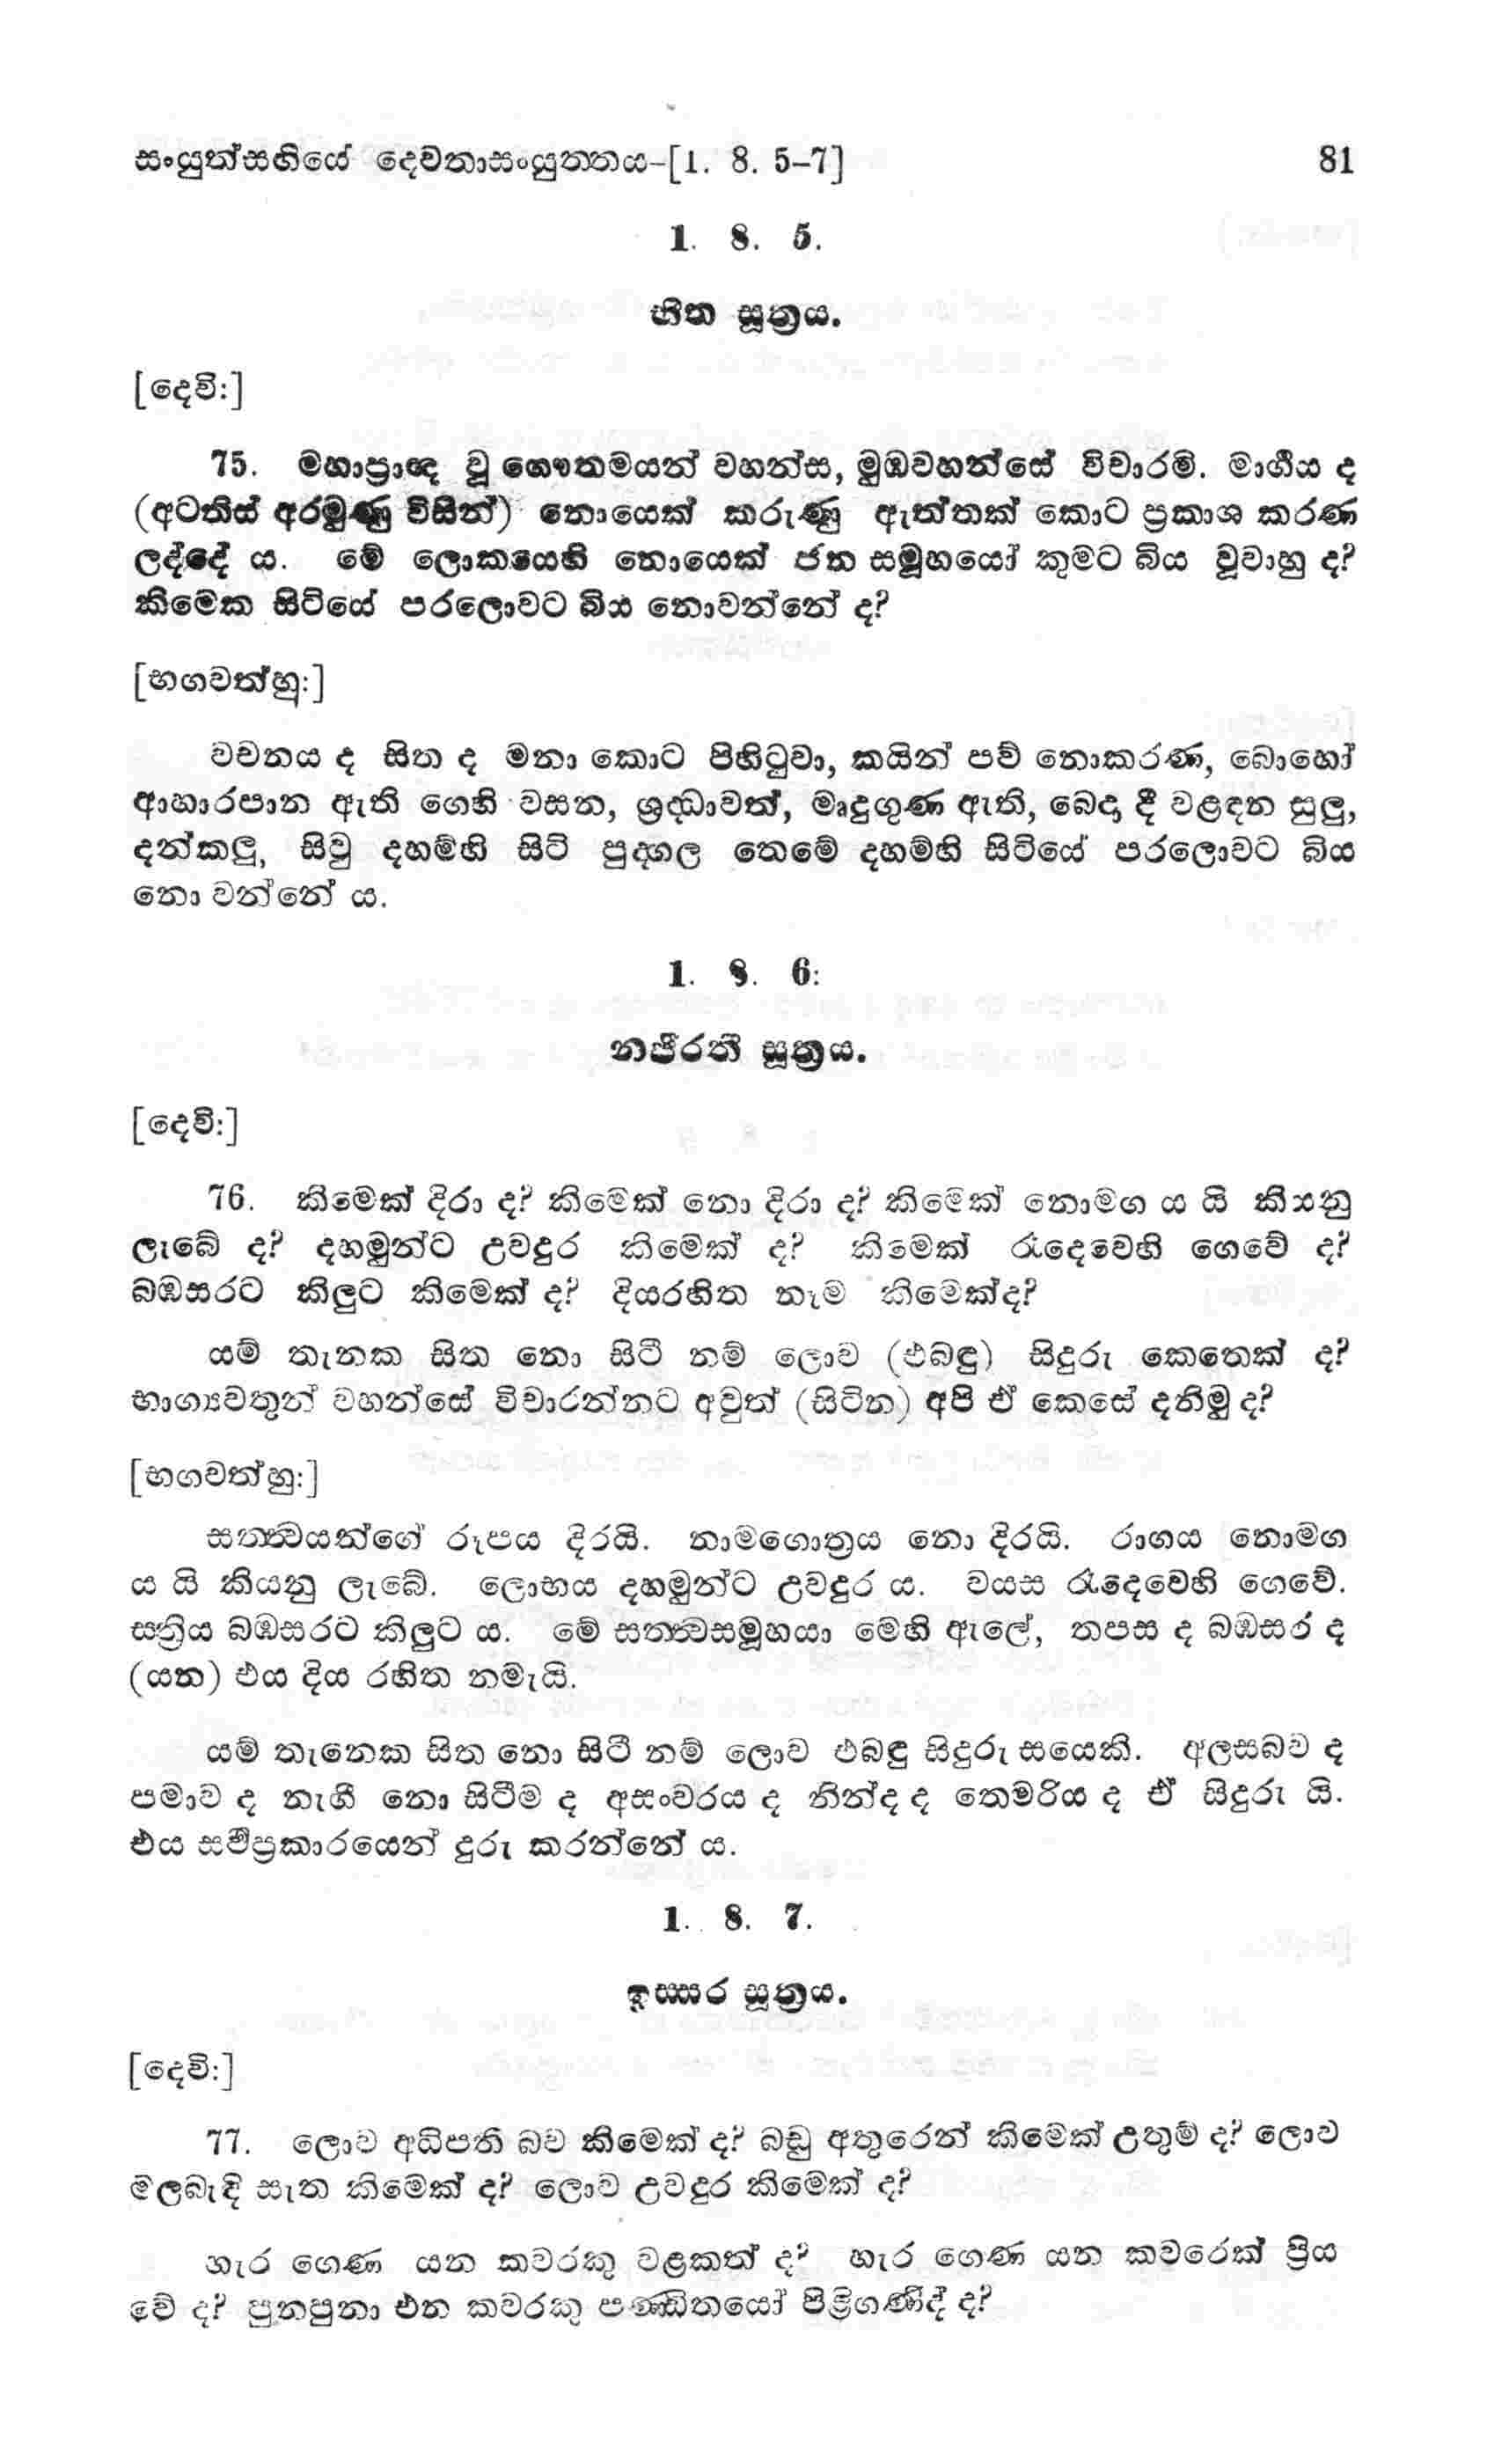 සංයුත්සඟියේ දෙවතාසංයුත්තය-[1. 8. 5-7] 81
1. 8. 5.
භීත සූත්‍රය.
[දෙවි:]
75. මහාප්‍රාඥ වූ ගෞතමයන් වහන්ස, මුඹවහන්සේ විචාරමි. මාර්‍ගය ද
(අටතිස් අරමුණු විසින්) නොයෙක් කරුණු ඇත්තක් කොට ප්‍රකාශ කරණ
ලද්දේ ය. මේ ලොකයෙහි නොයෙක් ජන සමූහයෝ කුමට බිය වූවාහු ද?
කිමෙක සිටියේ පරලොවට බිය නොවන්නේ ද?
[භගවත්හු:]
වචනය ද සිත ද මනා කොට පිහිටුවා, කයින් පව් නොකරණ, බොහෝ
ආහාරපාන ඇති ගෙහි වසන, ශ්‍රද්ධාවත්, මෘදුගුණ ඇති, බෙදා දී වළඳන සුලු,
දන්කලු, සිවු දහම්හි සිටි පුද්ගල තෙමේ දහම්හි සිටියේ පරලොවට බිය
නො වන්නේ ය.
1. 8. 6:
නජීරති සූත්‍රය.
[දෙවි:]
76. කිමෙක් දිරා ද? කිමෙක් නො දිරා ද? කිමෙක් නොමග ය යි කියනු
ලැබේ ද? දහමුන්ට උවදුර කිමෙක් ද? කිමෙක් රෑදෙවෙහි ගෙවේ ද?
බඹසරට කිලුට කිමෙක් ද? දියරහිත නෑම කිමෙක්ද?
යම් තැනක සිත නො සිටී නම් ලොව (එබඳු) සිදුරු කෙනෙක් ද?
භාග්‍යවතුන් වහන්සේ විචාරන්නට අවුත් (සිටින) අපි ඒ කෙසේ දනිමු ද?
[භගවත්හු:]
සත්ත්‍වයන්ගේ රූපය දිරයි. නාමගොත්‍රය නො දිරයි. රාගය නොමග
ය යි කියනු ලැබේ. ලොභය දහමුන්ට උවදුර ය. වයස රෑදෙවෙහි ගෙවේ.
ස්ත්‍රිය බඹසරට කිලුට ය. මේ සත්ත්‍වසමූහයා මෙහි ඇලේ, තපස ද බඹසර ද
(යන) එය දිය රහිත නමැයි.
යම් තැනෙක සිත නො සිටී නම් ලොව එබඳු සිදුරු සයෙකි. අලසබව ද
පමාව ද නැගී නො සිටීම ද අසංවරය ද නින්ද ද තෙමරිය ද ඒ සිදුරු යි.
එය සර්‍වප්‍රකාරයෙන් දුරු කරන්නේ ය.
1. 8. 7.
ඉස්සර සූත්‍රය.
[දෙවි:]
77. ලොව අධිපති බව කිමෙක් ද? බඩු අතුරෙන් කිමෙක් උතුම් ද? ලොව
මලබැඳි සැත කිමෙක් ද? ලොව උවදුර කිමෙක් ද?
හැර ගෙණ යන කවරකු වළකත් ද? හැර ගෙණ යන කවරෙක් ප්‍රිය
වේ ද? පුනපුනා එන කවරකු පණ්ඩිතයෝ පිළිගණිද් ද?